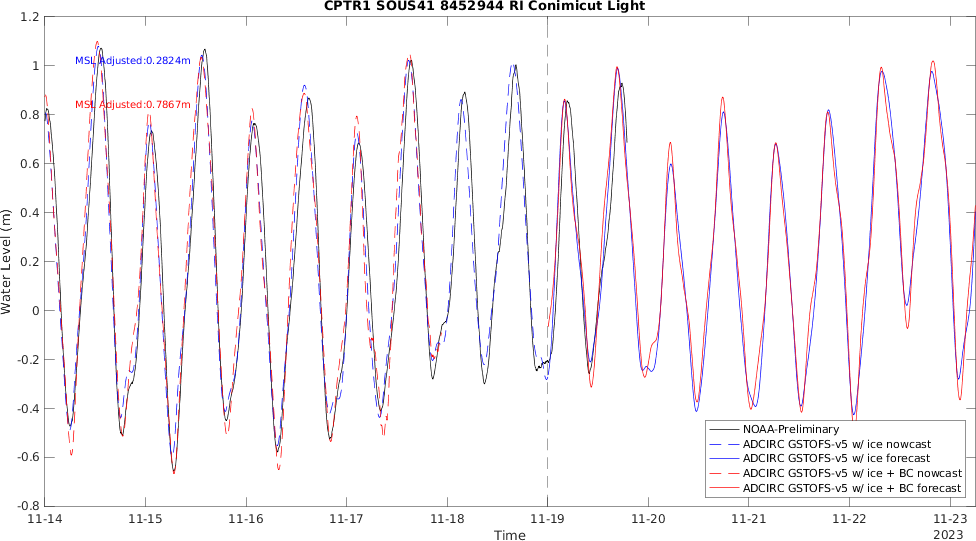 CPTR1 SOUS41 8452944 RI Conimicut Light
1.2
1
0.8
0.6
0.4
0.2
0
-0.2
-0.4
-0.6
-0.8
Water Level (m)
MSL Adjusted:0.2824m
MSL Adjusted:0.7867m
NOAA-Preliminary
ADCIRC GSTOFS-v5 w/ ice nowcast
ADCIRC GSTOFS-v5 w/ ice forecast
ADCIRC GSTOFS-v5 w/ ice + BC nowcast
ADCIRC GSTOFS-v5 w/ ice + BC forecast
11-14 11-15 11-16 11-17 11-18 11-19 11-20 11-21 11-22 11-23
Time
2023